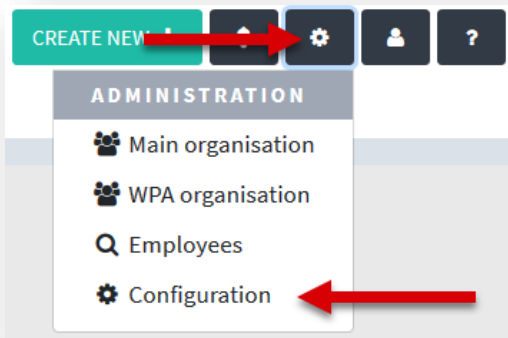 CREATE NEW
?
ADMINISTRATION
Main organisation
WPA organisation
Employees
Configuration